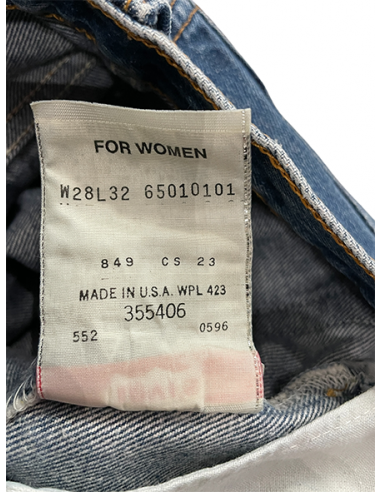 FOR WOMEN
W28L32 65010101
849 CS 23
MADE IN U.S.A. WPL 423
355406
552 0596